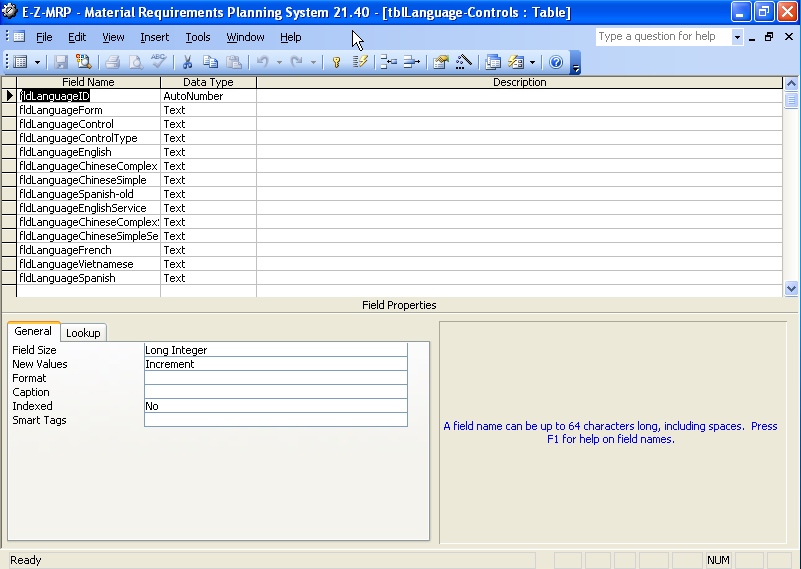 E-Z-MRP - Material Requirements Planning System 21.40 - [tblLanguage-Controls : Table]
File Edit View Insert Tools Window Help Type a question for help
Field Name Data Type Description
fldLanguageID AutoNumber
fldLanguageForm Text
fldLanguageControl Text
fldLanguageControlType Text
fldLanguageEnglish Text
fldLanguageChineseComplex Text
fldLanguageChineseSimple Text
fldLanguageSpanish-old Text
fldLanguageEnglishService Text
fldLanguageChineseComplexS Text
fldLanguageChineseSimpleSe Text
fldLanguageFrench Text
fldLanguageVietnamese Text
fldLanguageSpanish Text
Field Properties
General Lookup
Field Size Long Integer
New Values Increment
Format
Caption
Indexed No
Smart Tags
A field name can be up to 64 characters long, including spaces. Press
F1 for help on field names.
Ready NUM